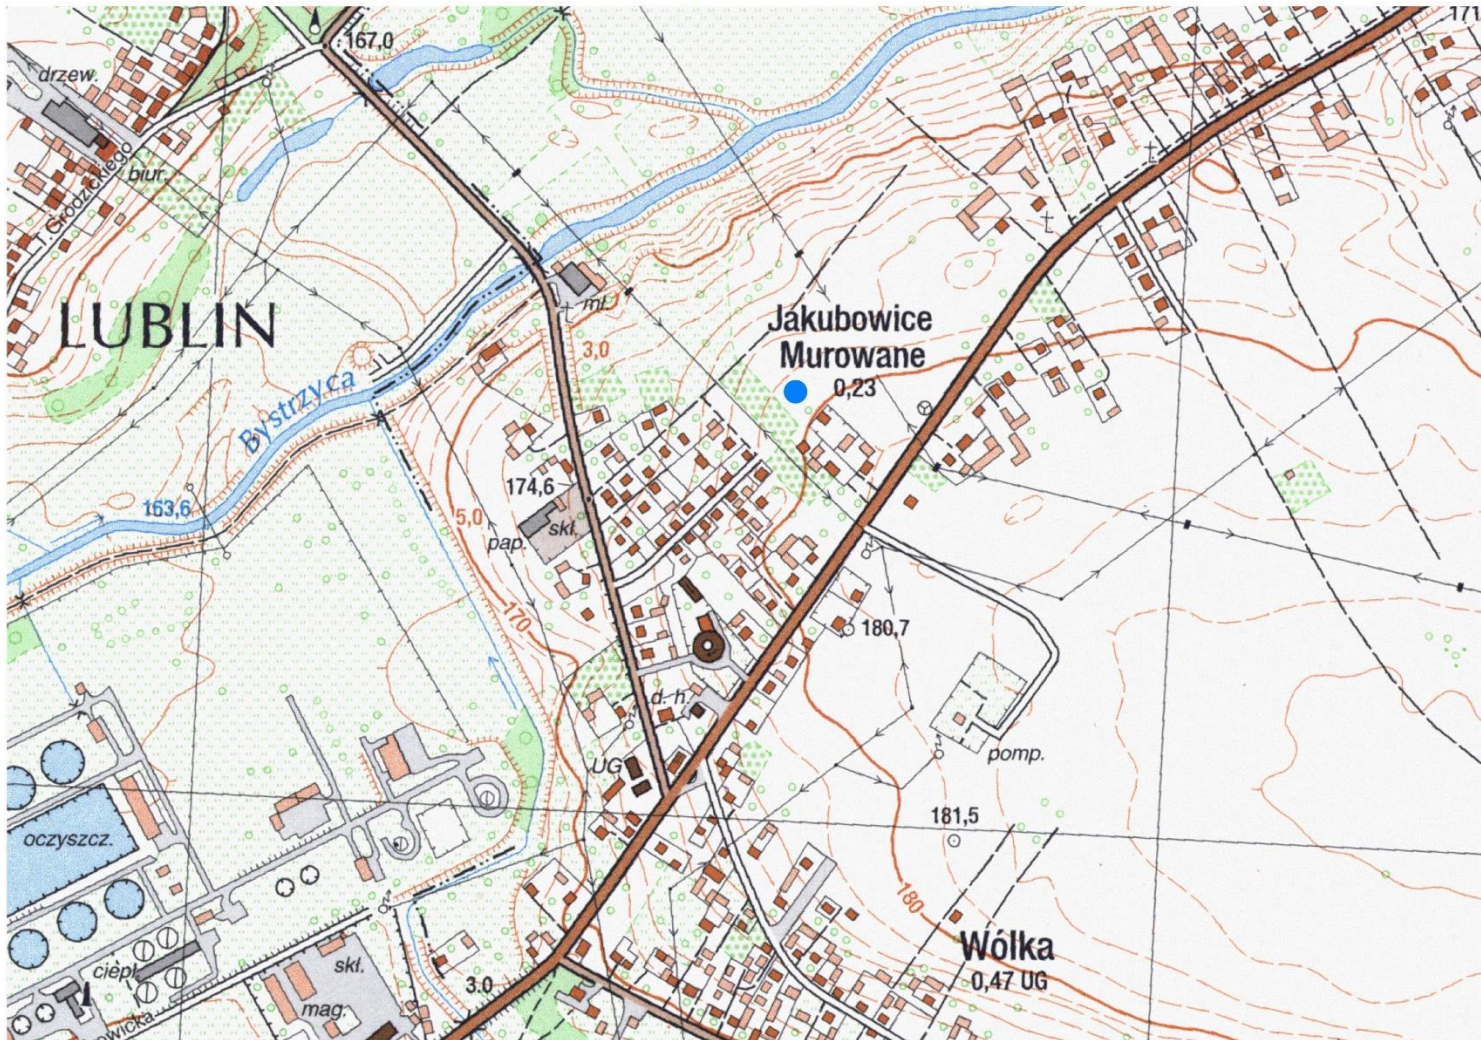 171
167,0
drzew.
T. Grodzickiego
biur.
LUBLIN
mł.
3,0
Jakubowice
Murowane
0,23
Bystrzyca
163,6
174,6
5,0
skł.
pap.
170
180,7
d. h.
pomp.
UG
181,5
oczyszcz.
180
Wólka
0,47 UG
ciepł.
skł.
3.0
mag.
owicka